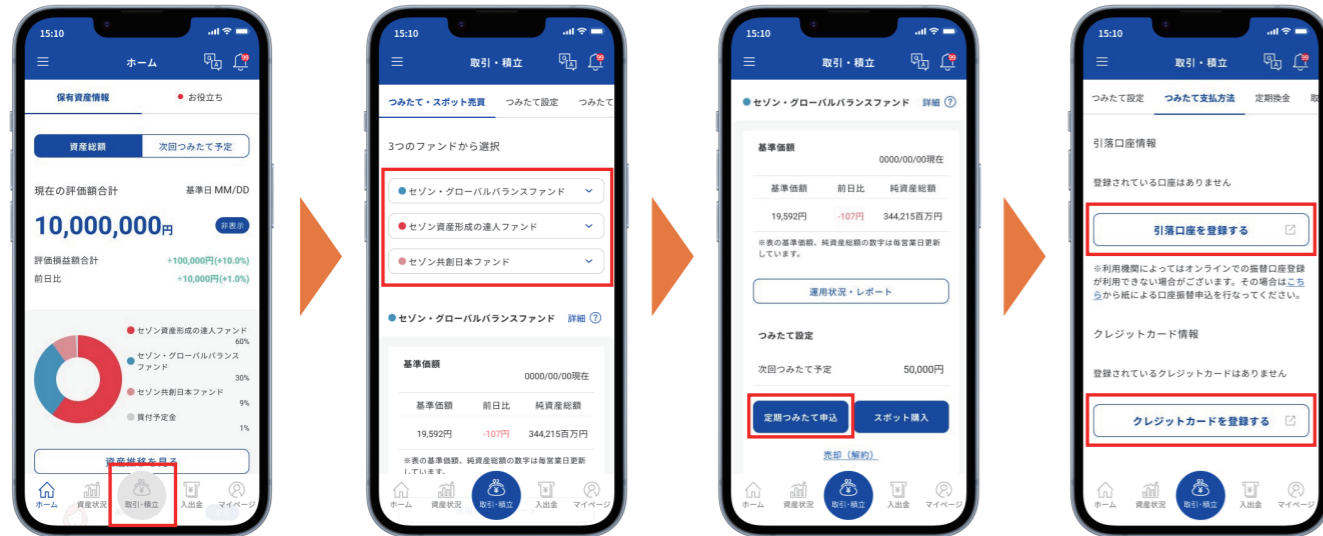 15:10
ホーム
99
保有資産情報
お役立ち
資産総額
次回つみたて予定
現在の評価額合計
基準日 MM/DD
10,000,000円
非表示
評価損益額合計
+100,000円(+10.0%)
前日比
+10,000円(+1.0%)
セゾン資産形成の達人ファンド
60%
セゾン・グローバルバランス
ファンド
30%
セゾン共創日本ファンド
9%
買付予定金
1%
資産推移を見る
ホーム
資産状況
取引・積立
入出金
マイページ
15:10
取引・積立
99
つみたて・スポット売買
つみたて設定
つみたて
3つのファンドから選択
セゾン・グローバルバランスファンド
セゾン資産形成の達人ファンド
セゾン共創日本ファンド
セゾン・グローバルバランスファンド
詳細
基準価額
0000/00/00現在
基準価額
前日比
純資産総額
19,592円
-107円
344,215百万円
※表の基準価額、純資産総額の数字は毎営業日更新
しています。
ホーム
資産状況
取引・積立
入出金
マイページ
15:10
取引・積立
99
セゾン・グローバルバランスファンド
詳細
基準価額
0000/00/00現在
基準価額
前日比
純資産総額
19,592円
-107円
344,215百万円
※表の基準価額、純資産総額の数字は毎営業日更新
しています。
運用状況・レポート
つみたて設定
次回つみたて予定
50,000円
定期つみたて申込
スポット購入
売却（解約）
ホーム
資産状況
取引・積立
入出金
マイページ
15:10
取引・積立
99
つみたて設定
つみたて支払方法
定期換金
取
引落口座情報
登録されている口座はありません
引落口座を登録する
※利用機関によってはオンラインでの振替口座登録
が利用できない場合がございます。その場合はこち
らから紙による口座振替申込を行なってください。
クレジットカード情報
登録されているクレジットカードはありません
クレジットカードを登録する
ホーム
資産状況
取引・積立
入出金
マイページ